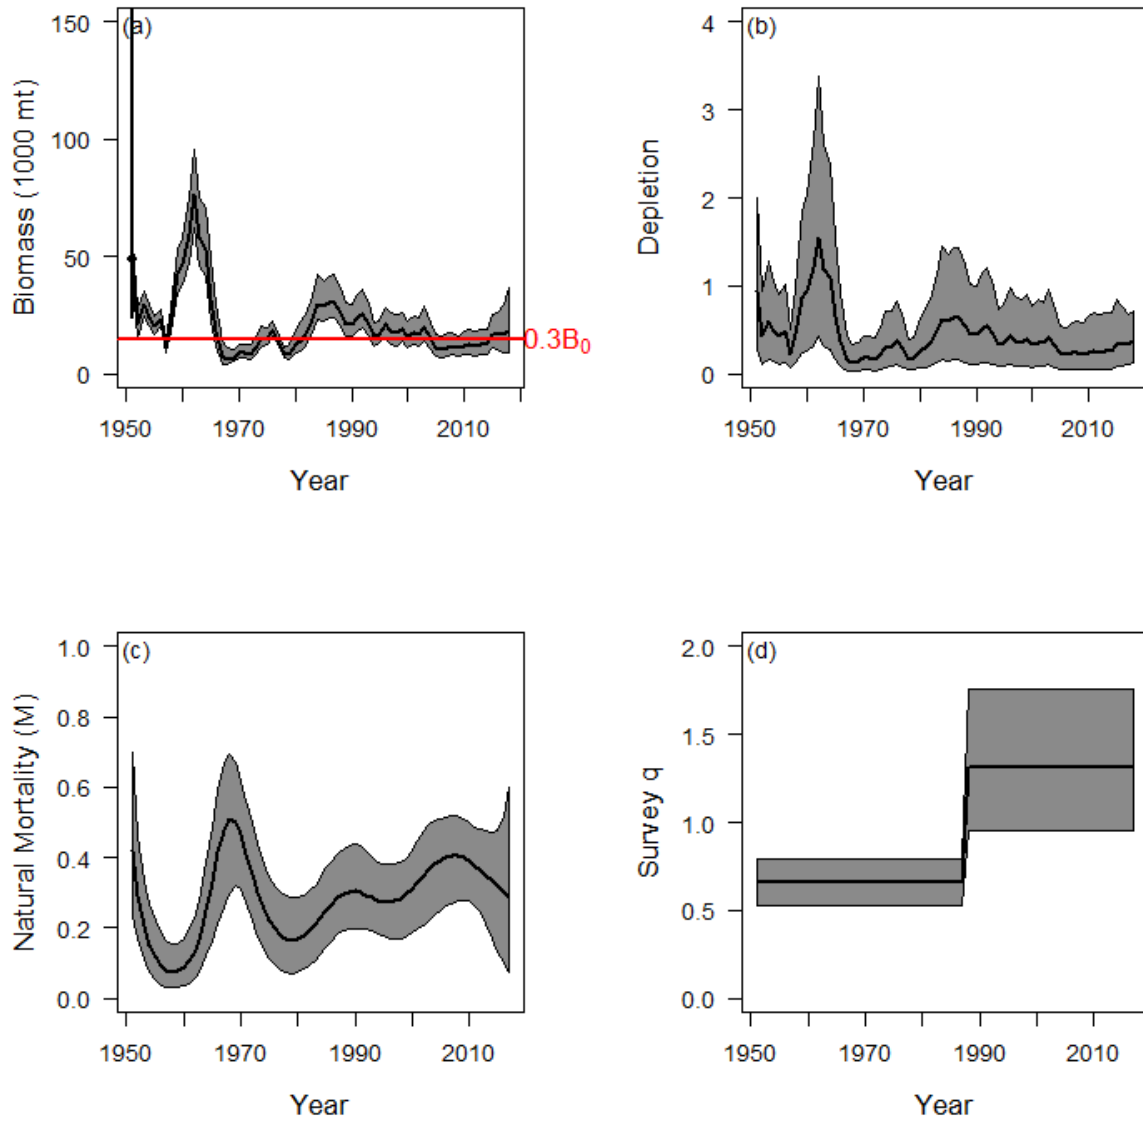 (a)
Biomass (1000 mt)
150
100
50
0
0.3B₀
1950 1970 1990 2010
Year
(b)
Depletion
4
3
2
1
0
1950 1970 1990 2010
Year
(c)
Natural Mortality (M)
1.0
0.8
0.6
0.4
0.2
0.0
1950 1970 1990 2010
Year
(d)
Survey q
2.0
1.5
1.0
0.5
0.0
1950 1970 1990 2010
Year